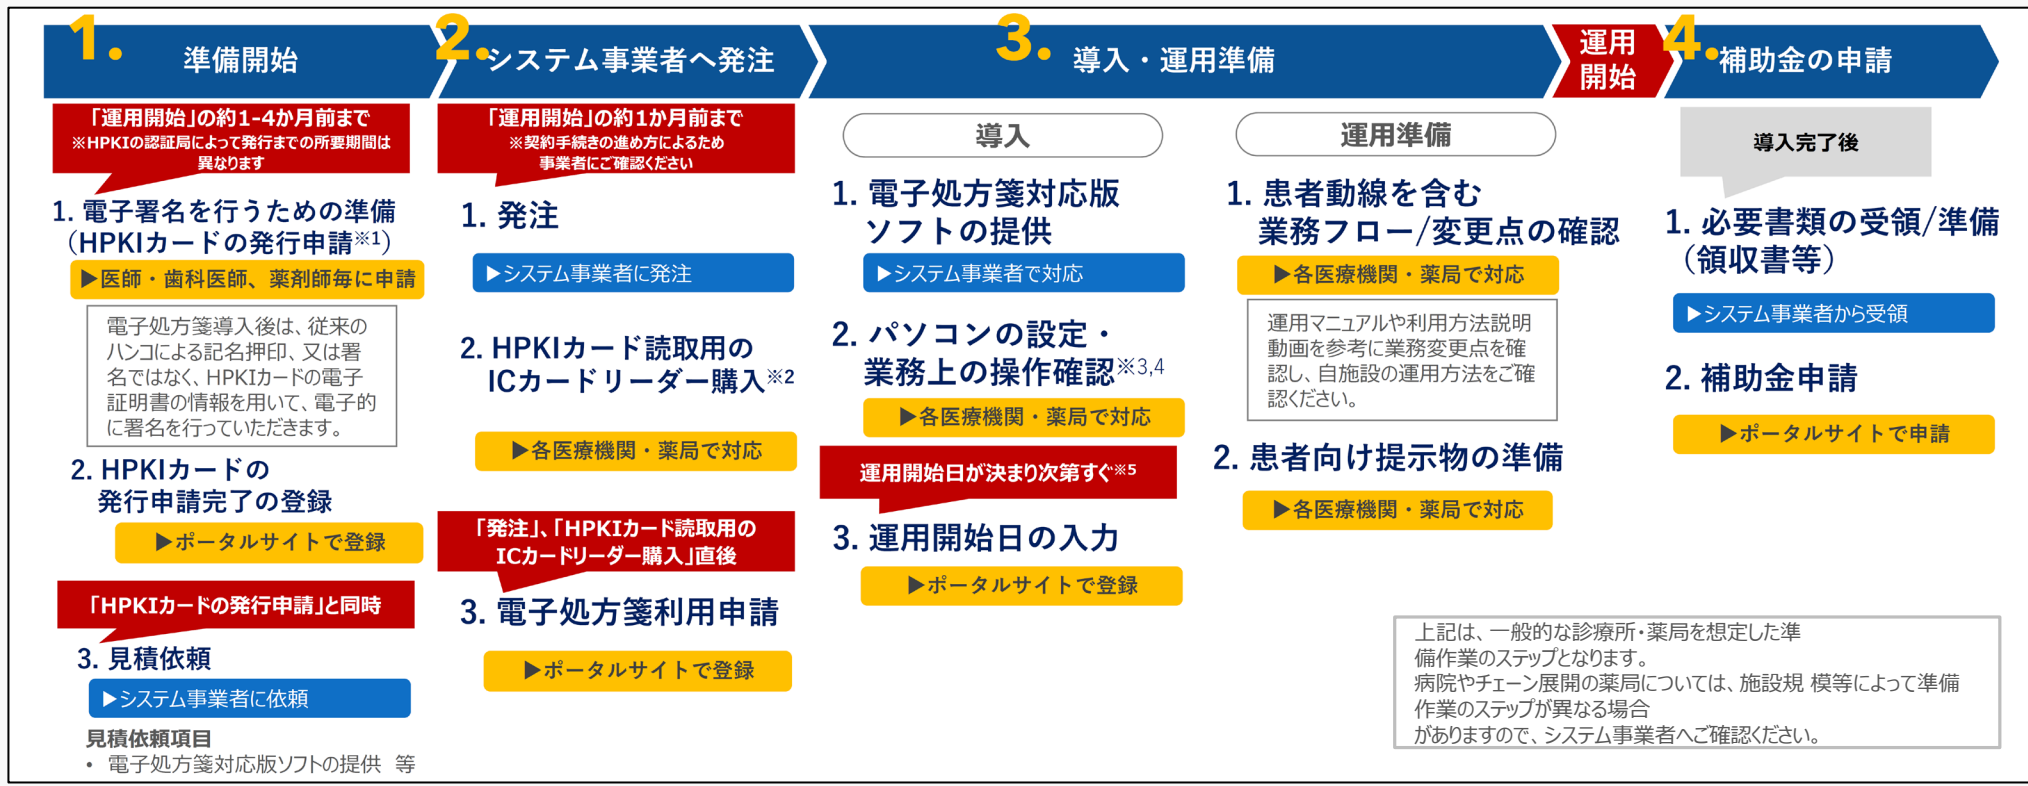 1. 準備開始
2. システム事業者へ発注
3. 導入・運用準備
運用
開始
4. 補助金の申請
「運用開始」の約1-4か月前まで
※HPKIの認証局によって発行までの所要期間は
異なります
1. 電子署名を行うための準備
（HPKIカードの発行申請※1）
▶医師・歯科医師、薬剤師毎に申請
電子処方箋導入後は、従来の
ハンコによる記名押印、又は署
名ではなく、HPKIカードの電子
証明書の情報を用いて、電子的
に署名を行っていただきます。
2. HPKIカードの
発行申請完了の登録
▶ポータルサイトで登録
「HPKIカードの発行申請」と同時
3. 見積依頼
▶システム事業者に依頼
見積依頼項目
• 電子処方箋対応版ソフトの提供 等
「運用開始」の約1か月前まで
※契約手続きの進め方によるため
事業者にご確認ください
1. 発注
▶システム事業者に発注
2. HPKIカード読取用の
ICカードリーダー購入※2
▶各医療機関・薬局で対応
「発注」、「HPKIカード読取用の
ICカードリーダー購入」直後
3. 電子処方箋利用申請
▶ポータルサイトで登録
導入
1. 電子処方箋対応版
ソフトの提供
▶システム事業者で対応
2. パソコンの設定・
業務上の操作確認※3,4
▶各医療機関・薬局で対応
運用開始日が決まり次第すぐ※5
3. 運用開始日の入力
▶ポータルサイトで登録
運用準備
1. 患者動線を含む
業務フロー/変更点の確認
▶各医療機関・薬局で対応
運用マニュアルや利用方法説明
動画を参考に業務変更点を確
認し、自施設の運用方法をご確
認ください。
2. 患者向け提示物の準備
▶各医療機関・薬局で対応
導入完了後
1. 必要書類の受領/準備
（領収書等）
▶システム事業者から受領
2. 補助金申請
▶ポータルサイトで申請
上記は、一般的な診療所・薬局を想定した準
備作業のステップとなります。
病院やチェーン展開の薬局については、施設規 模等によって準備
作業のステップが異なる場合
がありますので、システム事業者へご確認ください。